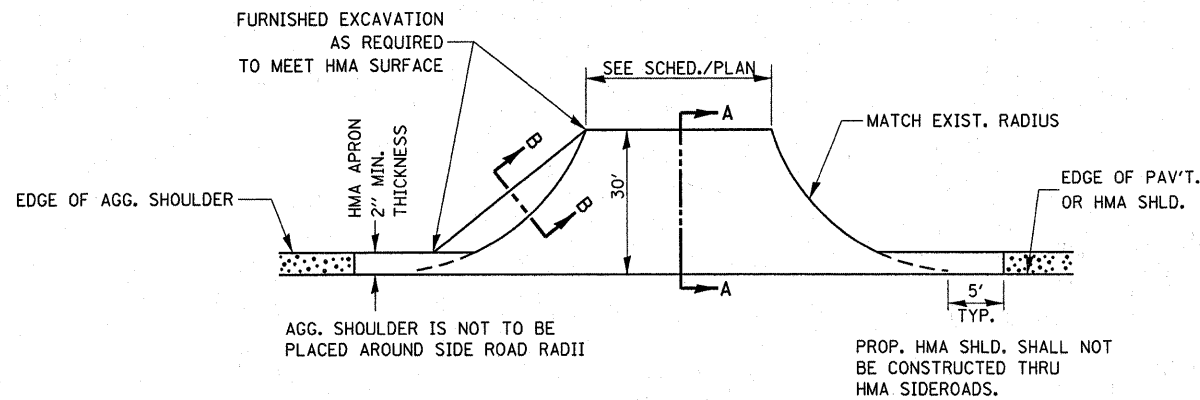 FURNISHED EXCAVATION
AS REQUIRED
TO MEET HMA SURFACE
SEE SCHED./PLAN
A
MATCH EXIST. RADIUS
B
B
HMA APRON
2" MIN.
THICKNESS
30'
EDGE OF AGG. SHOULDER
EDGE OF PAV'T.
OR HMA SHLD.
A
5'
TYP.
AGG. SHOULDER IS NOT TO BE
PLACED AROUND SIDE ROAD RADII
PROP. HMA SHLD. SHALL NOT
BE CONSTRUCTED THRU
HMA SIDEROADS.